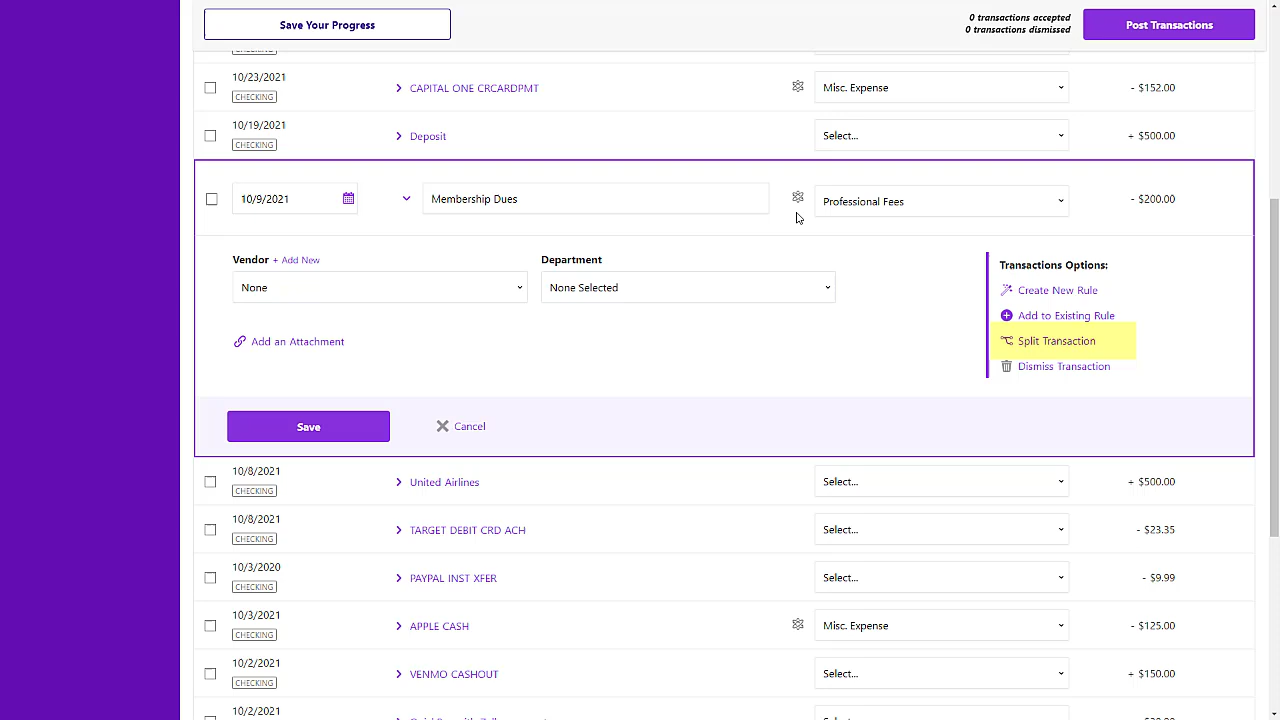 Save Your Progress
0 transactions accepted
0 transactions dismissed
Post Transactions
CHECKING
10/23/2021
CHECKING
CAPITAL ONE CRCARDPMT
Misc. Expense
- $152.00
10/19/2021
CHECKING
Deposit
Select...
+ $500.00
10/9/2021
Membership Dues
Professional Fees
- $200.00
Vendor + Add New
None
Department
None Selected
Add an Attachment
Transactions Options:
Create New Rule
Add to Existing Rule
Split Transaction
Dismiss Transaction
Save
Cancel
10/8/2021
CHECKING
United Airlines
Select...
+ $500.00
10/8/2021
CHECKING
TARGET DEBIT CRD ACH
Select...
- $23.35
10/3/2020
CHECKING
PAYPAL INST XFER
Select...
- $9.99
10/3/2021
CHECKING
APPLE CASH
Misc. Expense
- $125.00
10/2/2021
CHECKING
VENMO CASHOUT
Select...
+ $150.00
10/2/2021